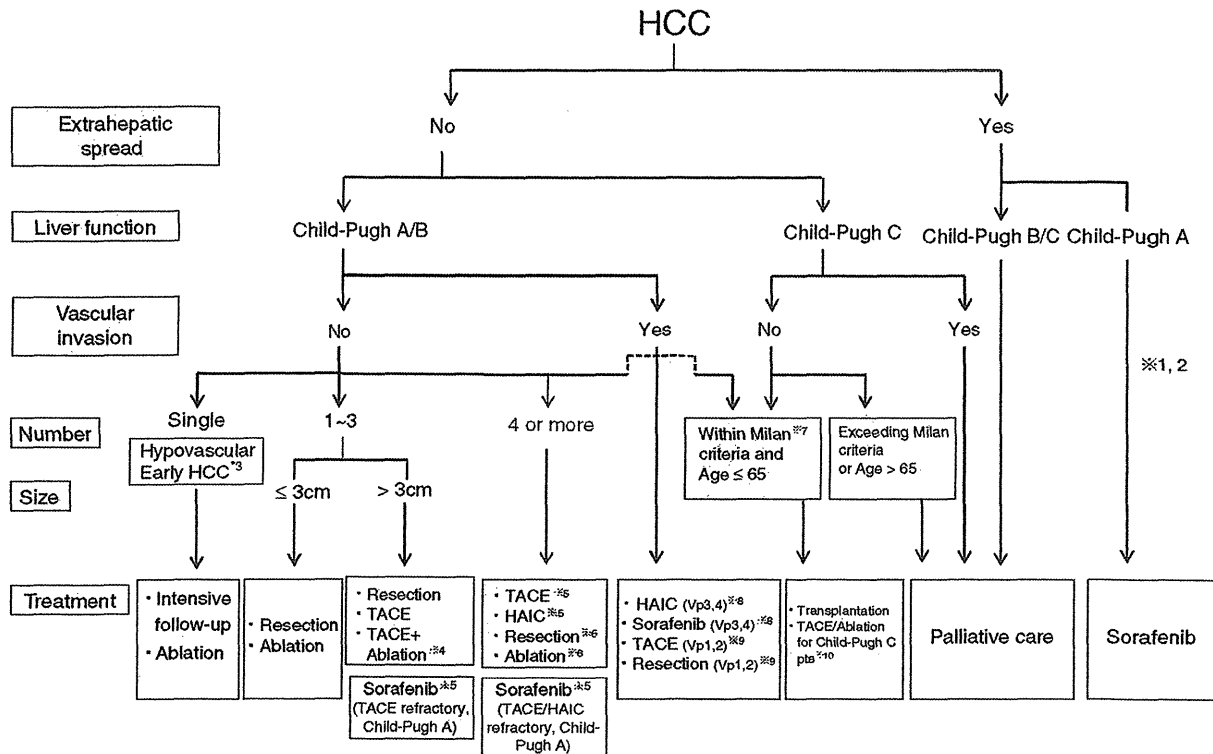 HCC
Extrahepatic
spread
No
Yes
Liver function
Child-Pugh A/B
Child-Pugh C
Child-Pugh B/C
Child-Pugh A
Vascular
invasion
No
Yes
No
Yes
※1, 2
Number
Single
1~3
4 or more
Hypovascular
Early HCC*3
Within Milan※7
criteria and
Age ≤ 65
Exceeding Milan
criteria
or Age > 65
Size
≤ 3cm
> 3cm
Treatment
・Intensive
follow-up
・Ablation
・Resection
・Ablation
・Resection
・TACE
・TACE+
Ablation※4
Sorafenib※5
(TACE refractory,
Child-Pugh A)
・TACE※5
・HAIC※5
・Resection※6
・Ablation※6
Sorafenib※5
(TACE/HAIC
refractory, Child-
Pugh A)
・HAIC (Vp3,4)※8
・Sorafenib (Vp3,4)※8
・TACE (Vp1,2)※9
・Resection (Vp1,2)※9
・Transplantation
・TACE/Ablation
for Child-Pugh C
pts※10
Palliative care
Sorafenib